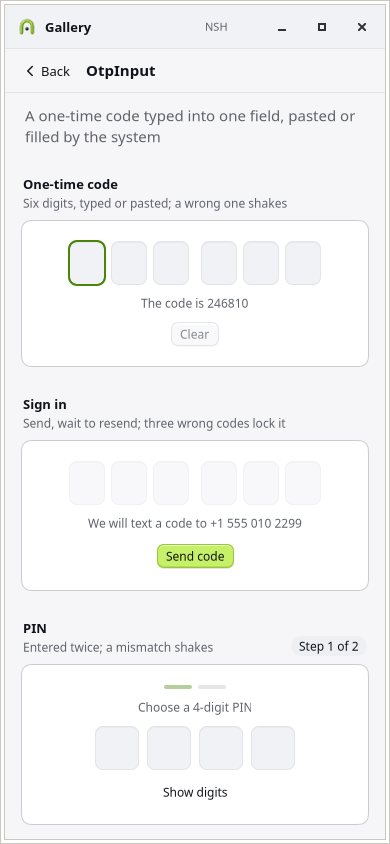 Gallery
NSH
Back
OtpInput
A one-time code typed into one field, pasted or
filled by the system
One-time code
Six digits, typed or pasted; a wrong one shakes
The code is 246810
Clear
Sign in
Send, wait to resend; three wrong codes lock it
We will text a code to +1 555 010 2299
Send code
PIN
Entered twice; a mismatch shakes
Step 1 of 2
Choose a 4-digit PIN
Show digits